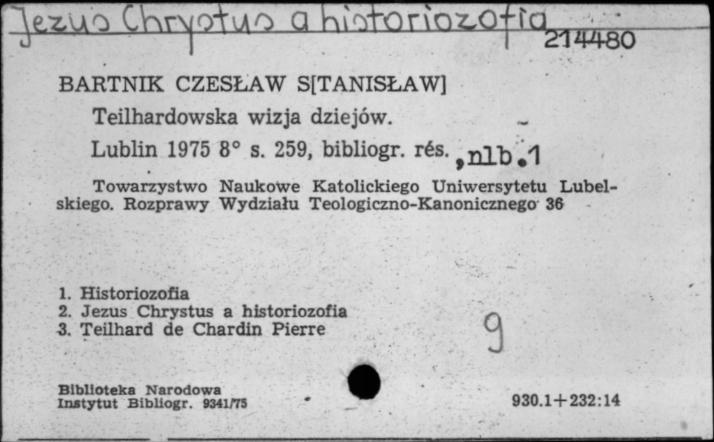 Jezus Chrystus a historiozofia
214480
BARTNIK CZESŁAW S[TANISŁAW]
Teilhardowska wizja dziejów.
Lublin 1975 8° s. 259, bibliogr. rés. , nlb. 1
Towarzystwo Naukowe Katolickiego Uniwersytetu Lubel-
skiego. Rozprawy Wydziału Teologiczno-Kanonicznego 36
1. Historiozofia
2. Jezus Chrystus a historiozofia
3. Teilhard de Chardin Pierre
9
Biblioteka Narodowa
Instytut Bibliogr. 9341/75
930.1+232:14